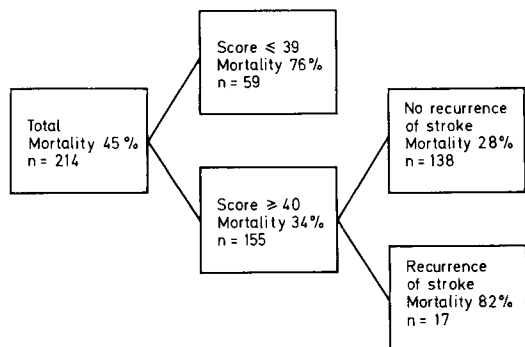 Total
Mortality 45%
n = 214
Score ≤ 39
Mortality 76%
n = 59
Score ≥ 40
Mortality 34%
n = 155
No recurrence
of stroke
Mortality 28%
n = 138
Recurrence
of stroke
Mortality 82%
n = 17